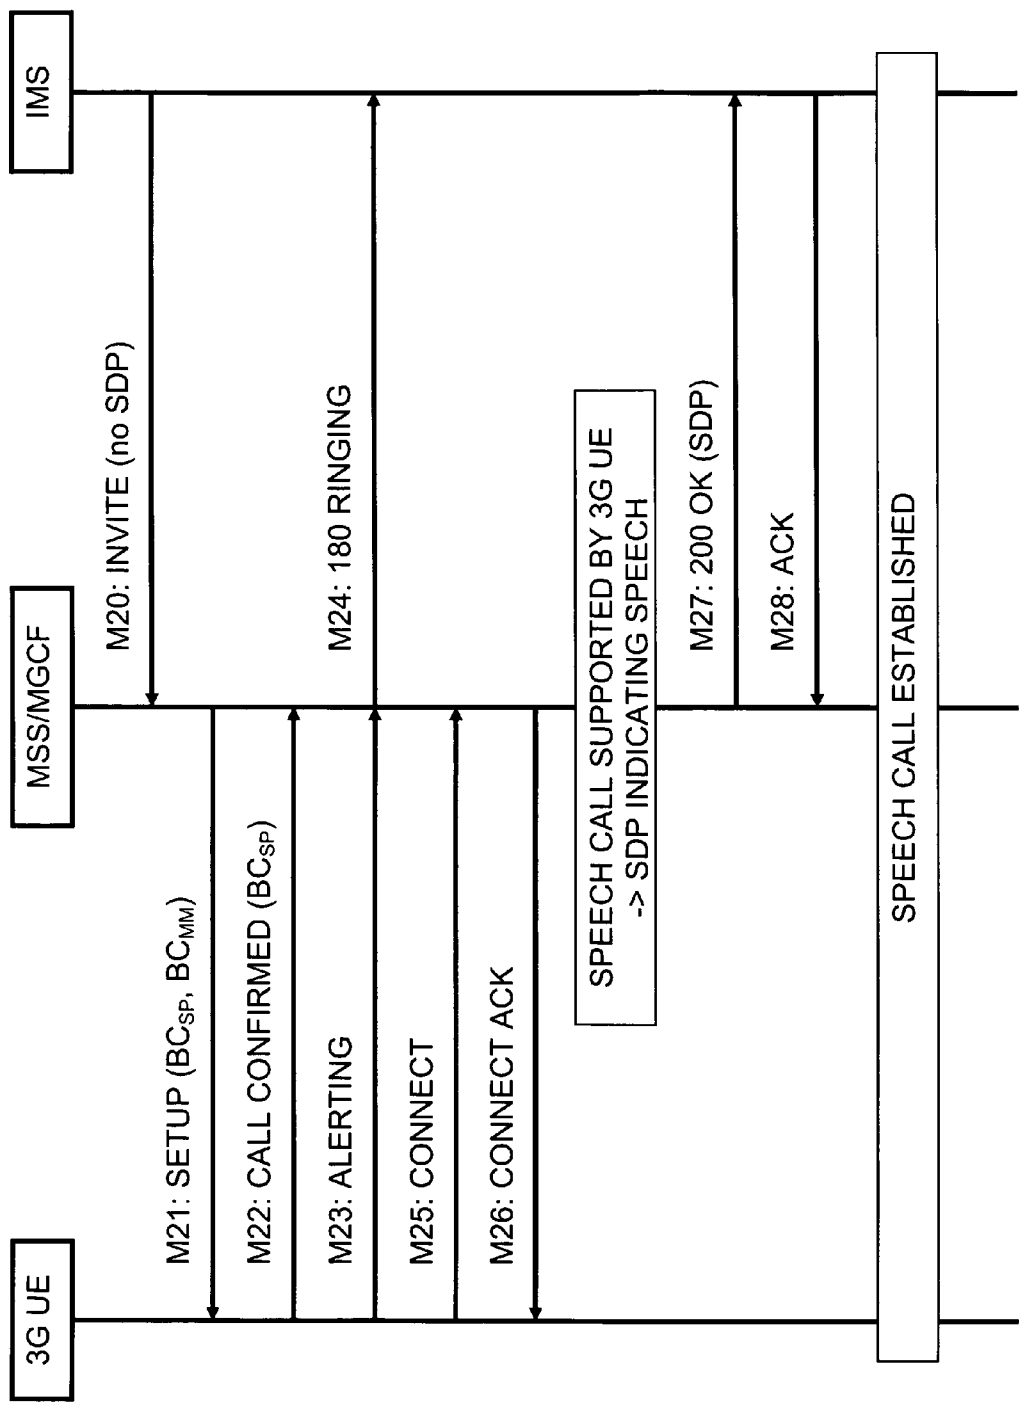 3G UE
MSS/MGCF
IMS
M20: INVITE (no SDP)
M21: SETUP (BCSP, BCMM)
M22: CALL CONFIRMED (BCSP)
M23: ALERTING
M24: 180 RINGING
M25: CONNECT
M26: CONNECT ACK
SPEECH CALL SUPPORTED BY 3G UE
-> SDP INDICATING SPEECH
M27: 200 OK (SDP)
M28: ACK
SPEECH CALL ESTABLISHED